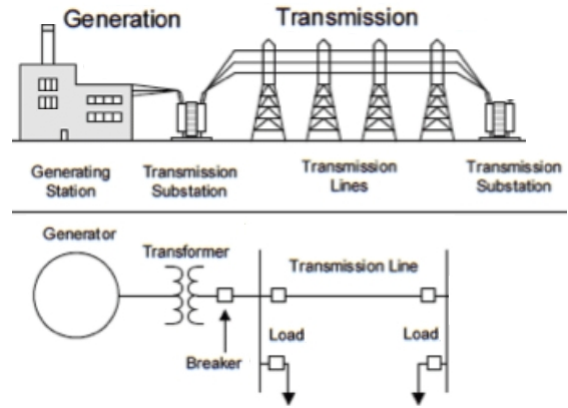 Generation
Transmission
Generating
Station
Transmission
Substation
Transmission
Lines
Transmission
Substation
Generator
Transformer
Transmission Line
Load
Load
Breaker